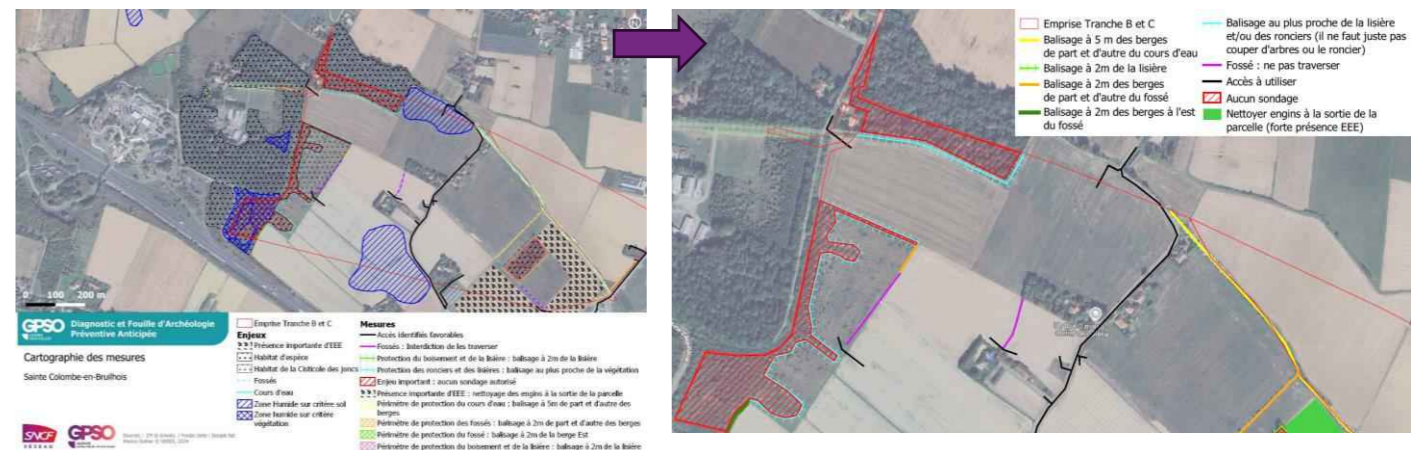 0 100 200 m
GPSO Diagnostic et Fouille d'Archéologie
Préventive Anticipée
Cartographie des mesures
Sainte Colombe-en-Bruilhois
SNCF
RÉSEAU
GPSO
Emprise Tranche B et C
Enjeux
Présence importante d'EEE
Habitat d'espèce
Habitat de la Cisticole des joncs
Fossés
Cours d'eau
Zone Humide sur critère sol
Zone humide sur critère
végétation
Mesures
Accès identifiés favorables
Fossés : Interdiction de les traverser
Protection du boisement et de la lisière : balisage à 2m de la lisière
Protection des ronciers et des lisières : balisage au plus proche de la végétation
Enjeu important : aucun sondage autorisé
Présence importante d'EEE : nettoyage des engins à la sortie de la parcelle
Périmètre de protection du cours d'eau : balisage à 5m de part et d'autre des
berges
Périmètre de protection des fossés : balisage à 2m de part et d'autre des berges
Périmètre de protection du fossé : balisage à 2m de la berge Est
Périmètre de protection du boisement et de la lisière : balisage à 2m de la lisière
Emprise Tranche B et C
Balisage à 5 m des berges
de part et d'autre du cours d'eau
Balisage à 2m de la lisière
Balisage à 2m des berges
de part et d'autre du fossé
Balisage à 2m des berges à l'est
du fossé
Balisage au plus proche de la lisière
et/ou des ronciers (il ne faut juste pas
couper d'arbres ou le roncier)
Fossé : ne pas traverser
Accès à utiliser
Aucun sondage
Nettoyer engins à la sortie de la
parcelle (forte présence EEE)